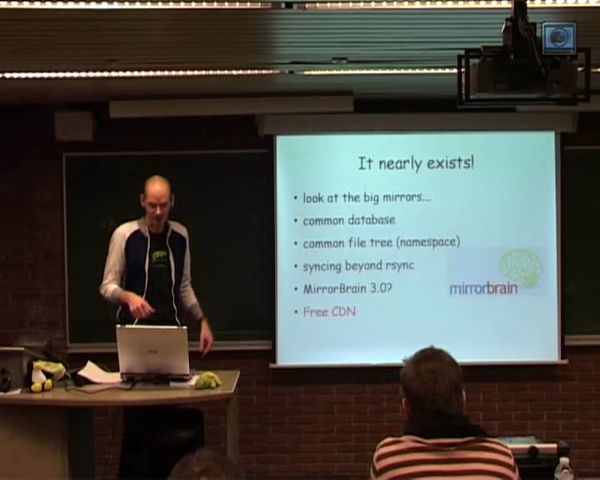 It nearly exists!
• look at the big mirrors...
• common database
• common file tree (namespace)
• syncing beyond rsync
• MirrorBrain 3.0?
• Free CDN
mirrorbrain